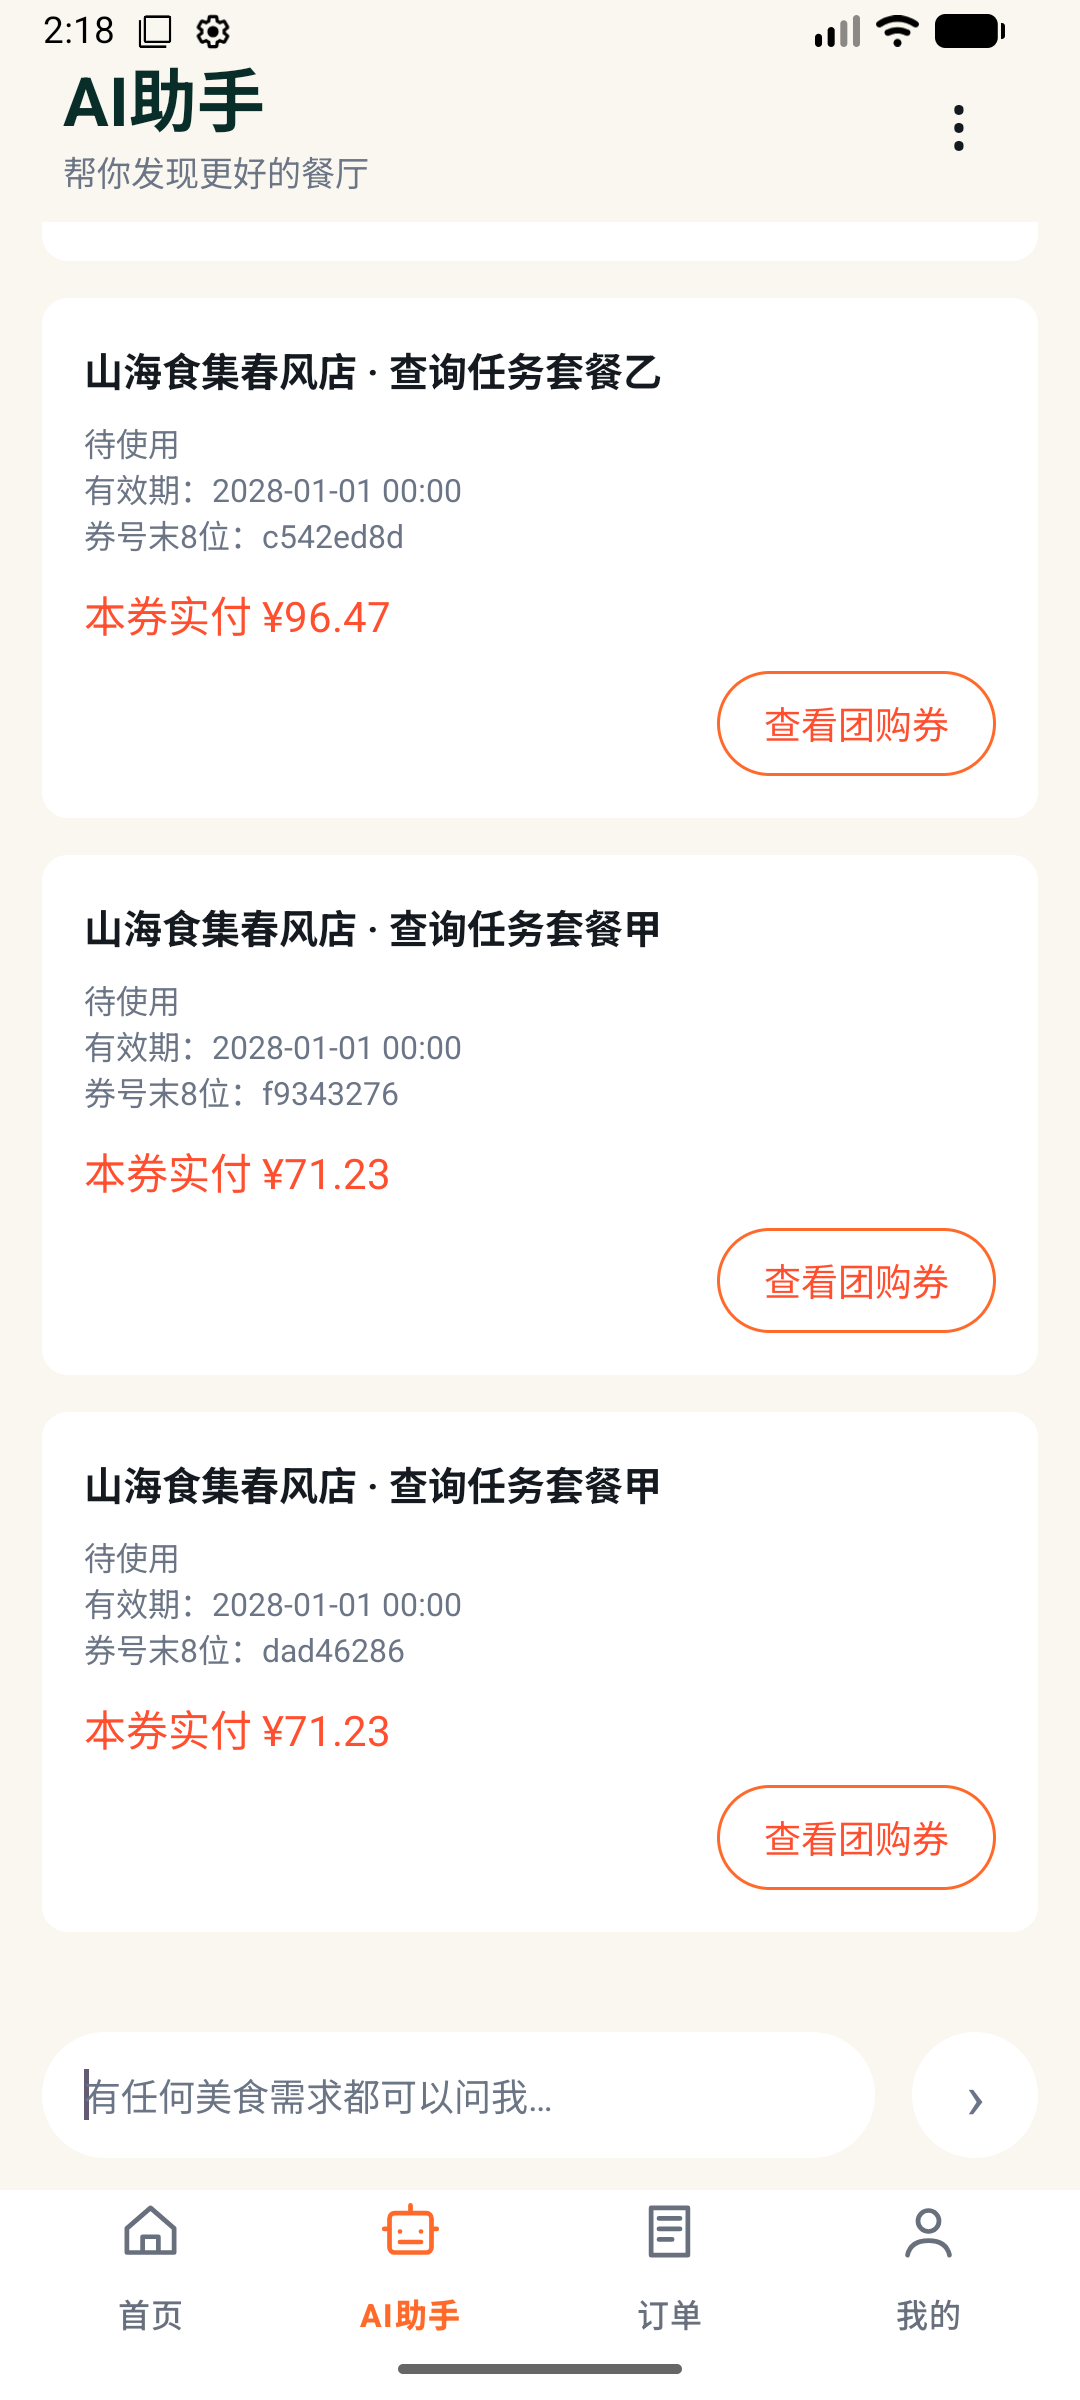 2:18
AI助手
帮你发现更好的餐厅
山海食集春风店 · 查询任务套餐乙
待使用
有效期：2028-01-01 00:00
券号末8位：c542ed8d
本券实付 ¥96.47
查看团购券
山海食集春风店 · 查询任务套餐甲
待使用
有效期：2028-01-01 00:00
券号末8位：f9343276
本券实付 ¥71.23
查看团购券
山海食集春风店 · 查询任务套餐甲
待使用
有效期：2028-01-01 00:00
券号末8位：dad46286
本券实付 ¥71.23
查看团购券
有任何美食需求都可以问我...
首页
AI助手
订单
我的